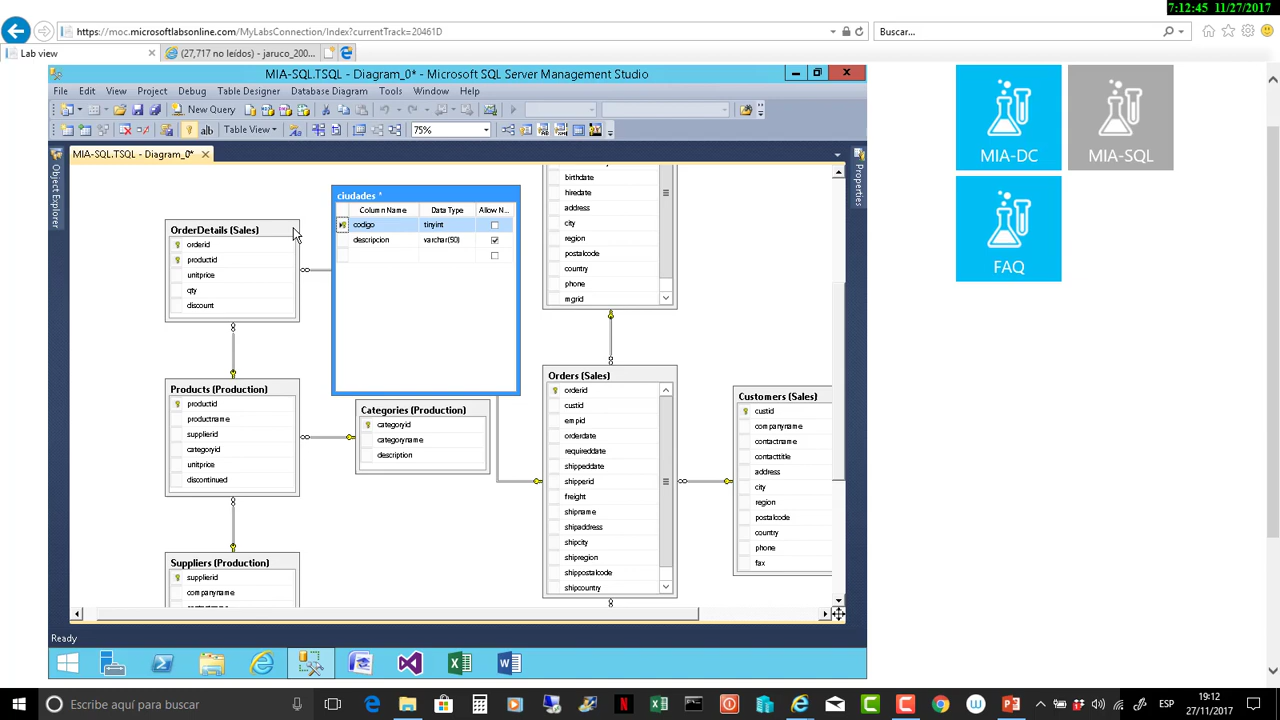 7:12:45 11/27/2017
https://moc.microsoftlabsonline.com/MyLabsConnection/Index?currentTrack=20461D
Buscar...
Lab view
(27,717 no leídos) - jaruco_200...
MIA-SQL.TSQL - Diagram_0* - Microsoft SQL Server Management Studio
File Edit View Project Debug Table Designer Database Diagram Tools Window Help
New Query
Table View
75%
MIA-SQL.TSQL - Diagram_0*
Object Explorer
Properties
OrderDetails (Sales)
orderid
productid
unitprice
qty
discount
ciudades *
Column Name Data Type Allow N...
codigo tinyint
descripcion varchar(50)
birthdate
hiredate
address
city
region
postalcode
country
phone
mgrid
Products (Production)
productid
productname
supplierid
categoryid
unitprice
discontinued
Categories (Production)
categoryid
categoryname
description
Orders (Sales)
orderid
custid
empid
orderdate
requireddate
shippeddate
shipperid
freight
shipname
shipaddress
shipcity
shipregion
shippostalcode
shipcountry
Customers (Sales)
custid
companyname
contactname
contacttitle
address
city
region
postalcode
country
phone
fax
Suppliers (Production)
supplierid
companyname
Ready
MIA-DC
MIA-SQL
FAQ
Escribe aquí para buscar
ESP
19:12
27/11/2017